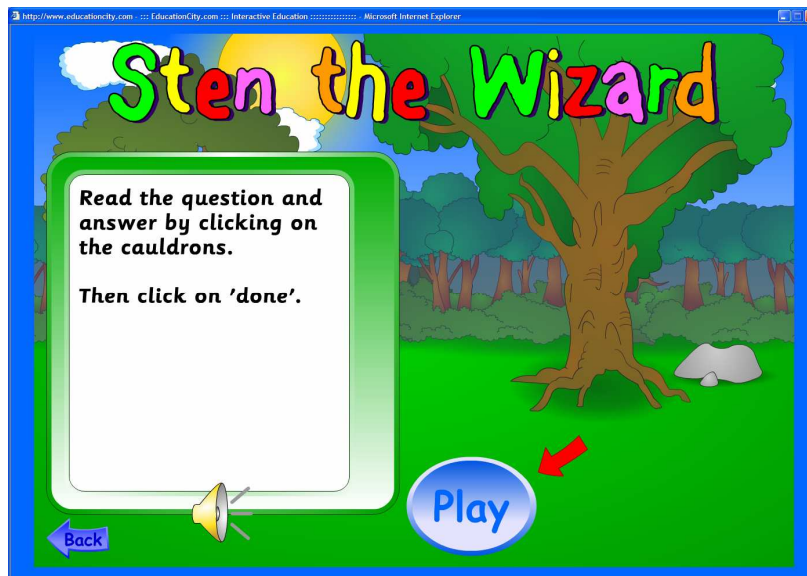 http://www.educationcity.com - ::: EducationCity.com ::: Interactive Education :::::::::::::::: - Microsoft Internet Explorer
Sten the Wizard
Read the question and
answer by clicking on
the cauldrons.
Then click on 'done'.
Play
Back